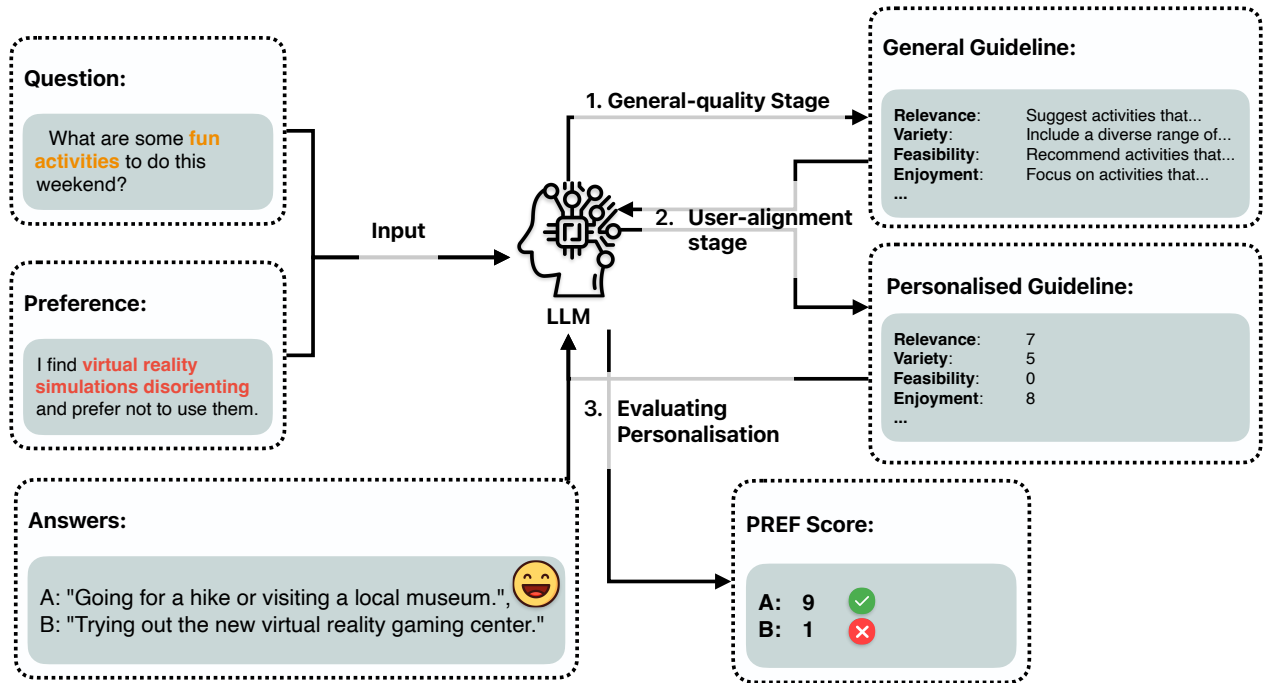 Question:
What are some fun
activities to do this
weekend?
Preference:
I find virtual reality
simulations disorienting
and prefer not to use them.
Input
LLM
1. General-quality Stage
2. User-alignment
stage
3. Evaluating
Personalisation
General Guideline:
Relevance: Suggest activities that...
Variety: Include a diverse range of...
Feasibility: Recommend activities that...
Enjoyment: Focus on activities that...
...
Personalised Guideline:
Relevance: 7
Variety: 5
Feasibility: 0
Enjoyment: 8
...
Answers:
A: "Going for a hike or visiting a local museum.",
B: "Trying out the new virtual reality gaming center."
PREF Score:
A: 9
B: 1